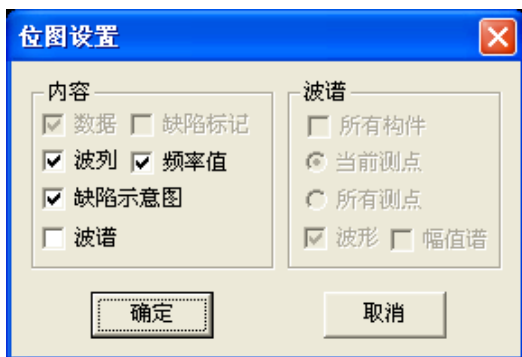 位图设置
内容
数据 缺陷标记
波列 频率值
缺陷示意图
波谱
波谱
所有构件
当前测点
所有测点
波形 幅值谱
确定 取消